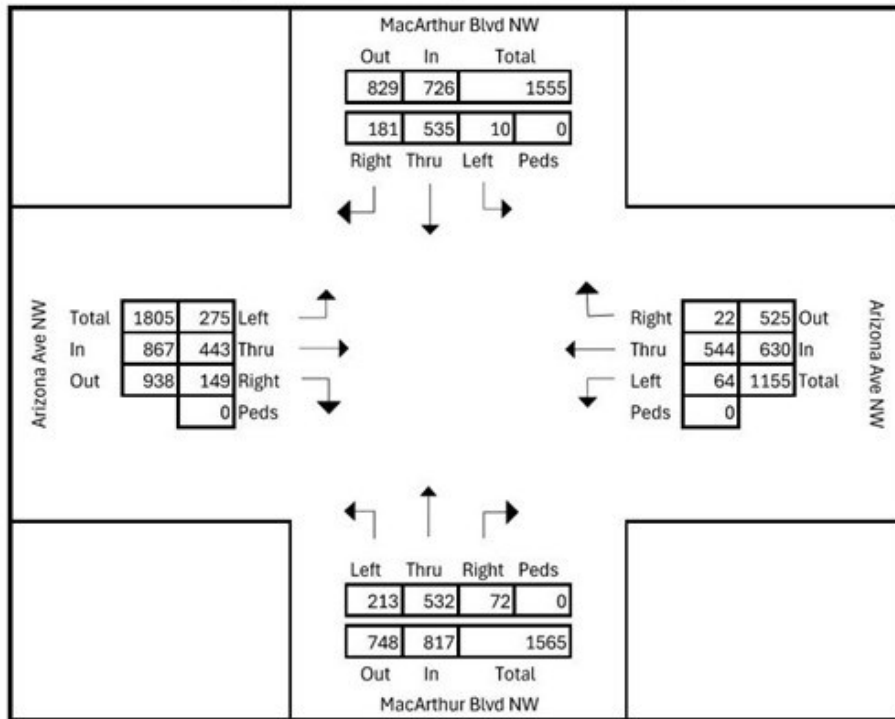 MacArthur Blvd NW
Out In Total
829 726 1555
181 535 10 0
Right Thru Left Peds
Arizona Ave NW
Total 1805 275 Left
In 867 443 Thru
Out 938 149 Right
0 Peds
Right 22 525 Out
Thru 544 630 In
Left 64 1155 Total
Peds 0
Arizona Ave NW
Left Thru Right Peds
213 532 72 0
748 817 1565
Out In Total
MacArthur Blvd NW